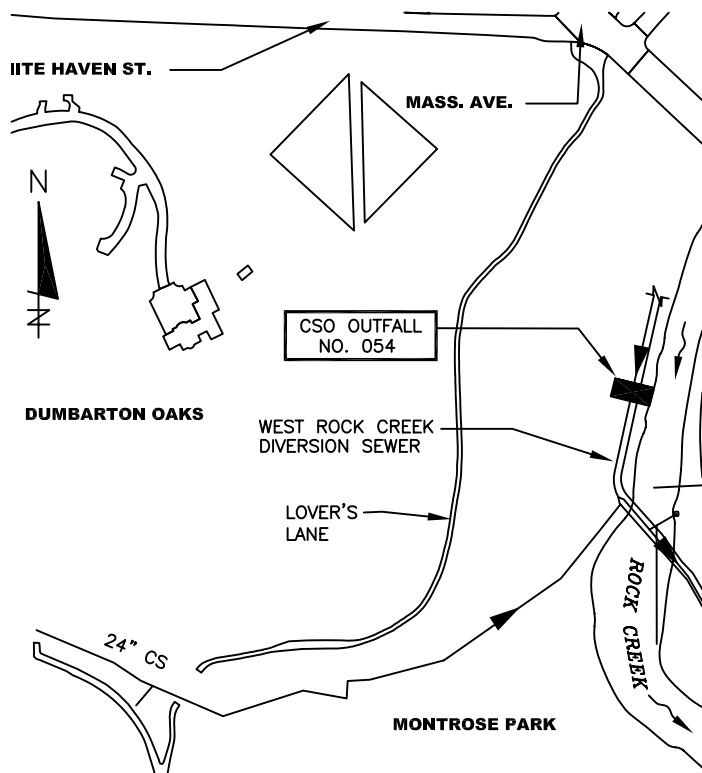 IITE HAVEN ST.
MASS. AVE.
N
CSO OUTFALL
NO. 054
DUMBARTON OAKS
WEST ROCK CREEK
DIVERSION SEWER
LOVER'S
LANE
ROCK CREEK
24" CS
MONTROSE PARK